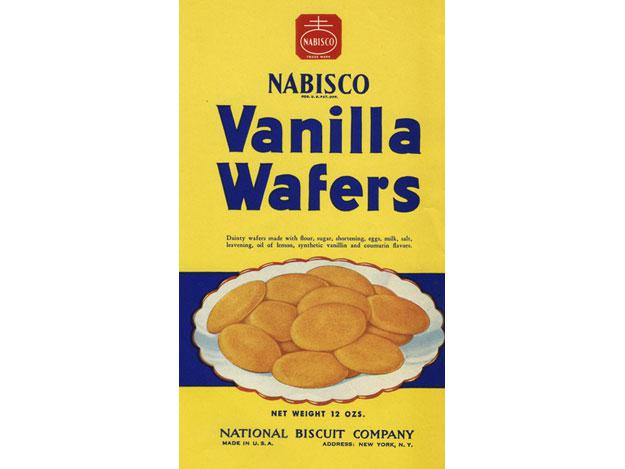 NABISCO
TRADE MARK
NABISCO
REG. U.S. PAT. OFF.
Vanilla
Wafers
Dainty wafers made with flour, sugar, shortening, eggs, milk, salt,
leavening, oil of lemon, synthetic vanillin and coumarin flavors.
NET WEIGHT 12 OZS.
NATIONAL BISCUIT COMPANY
MADE IN U.S.A. ADDRESS: NEW YORK, N. Y.